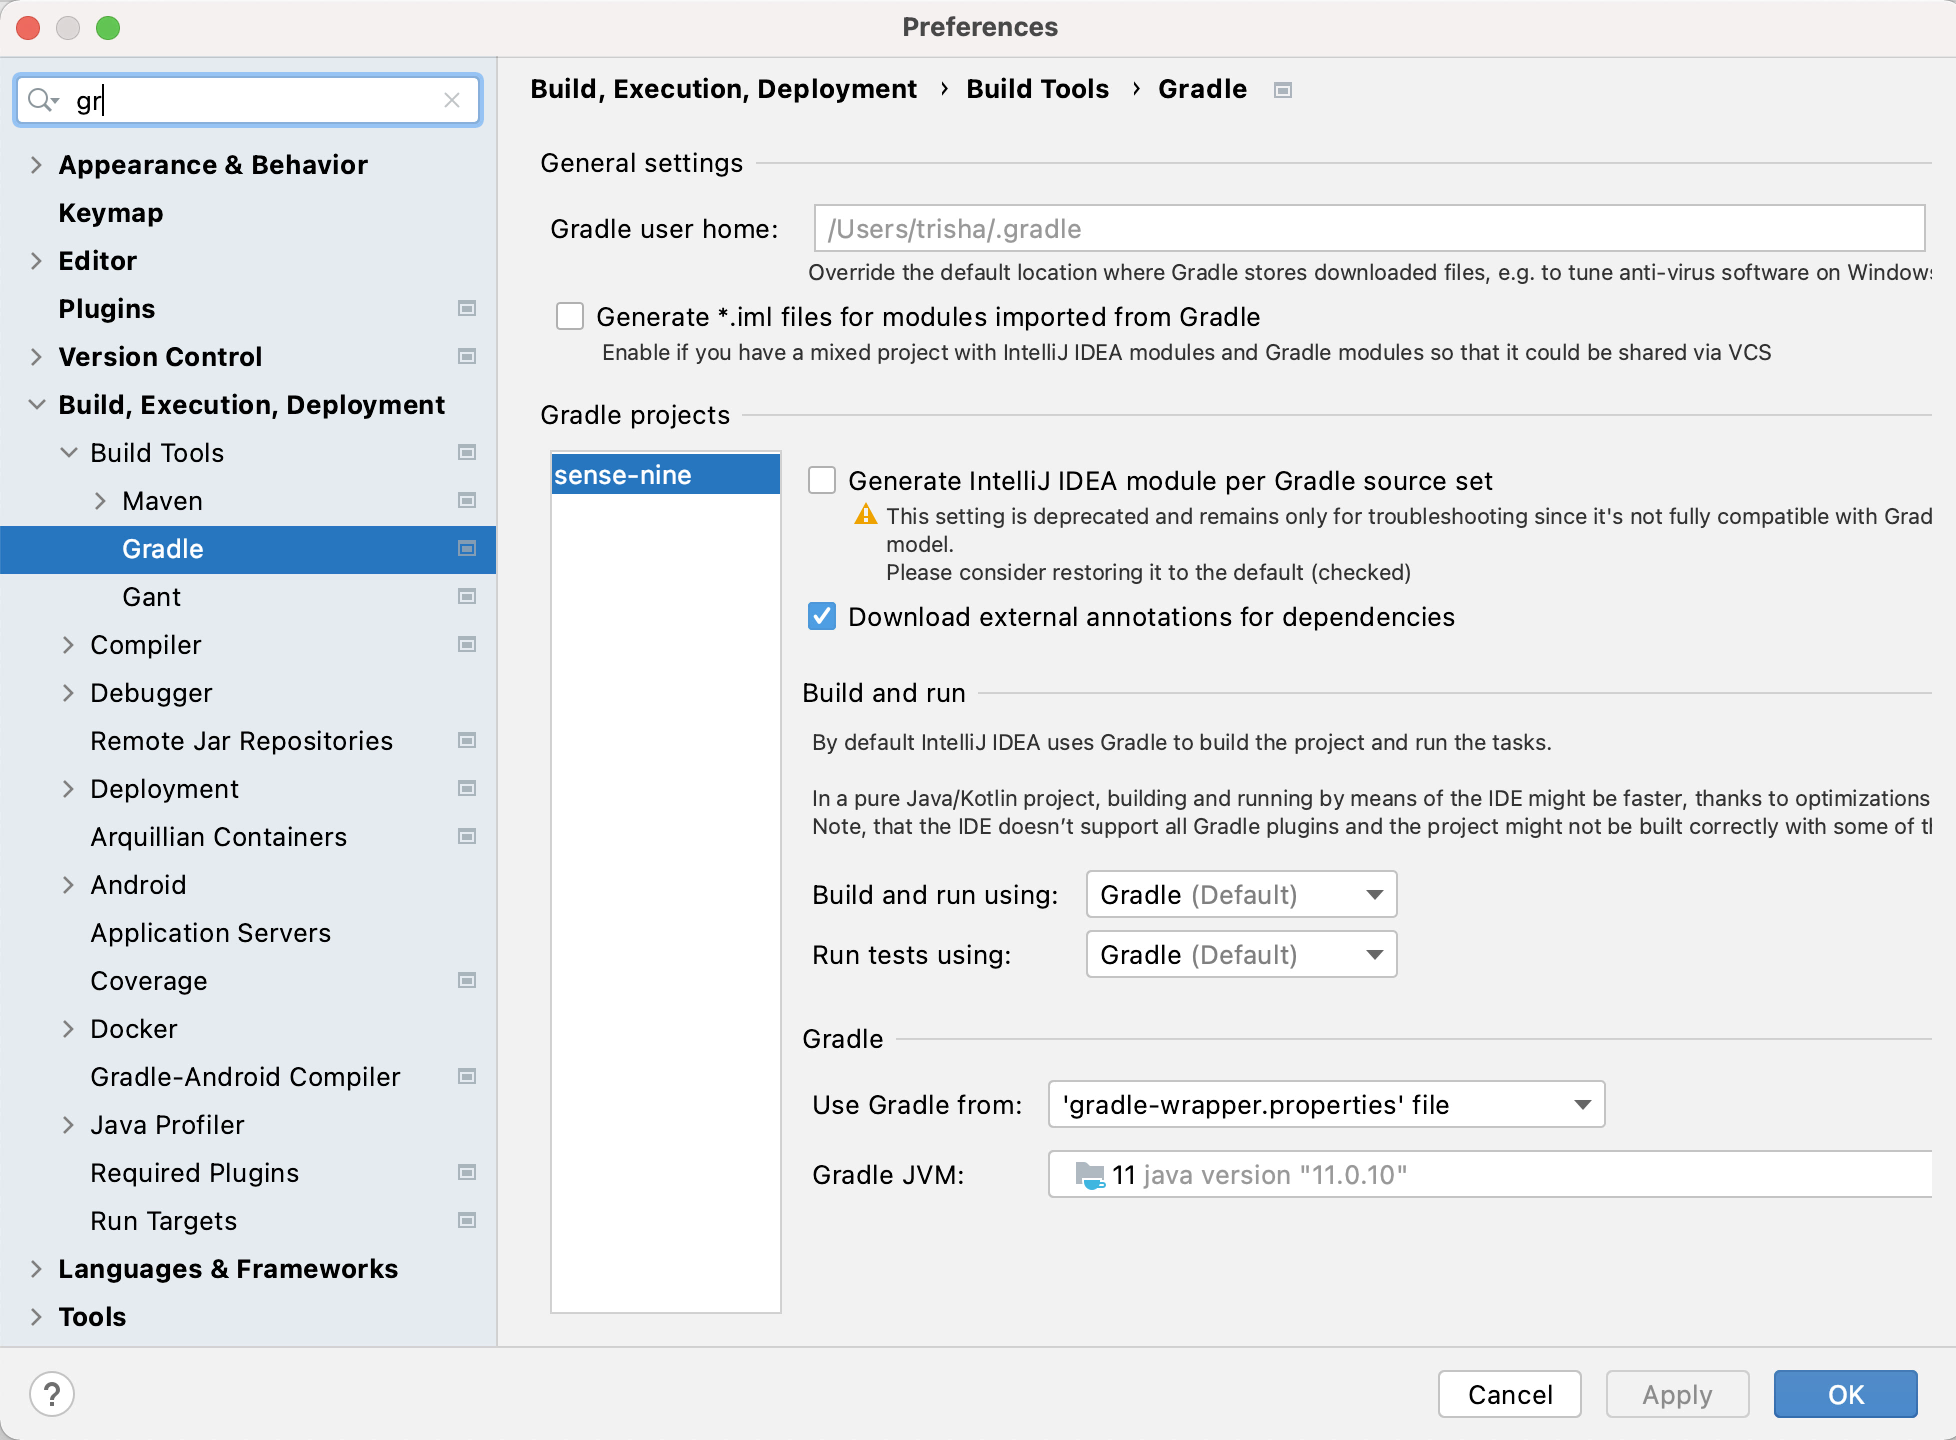 Preferences
gr
Appearance & Behavior
Keymap
Editor
Plugins
Version Control
Build, Execution, Deployment
Build Tools
Maven
Gradle
Gant
Compiler
Debugger
Remote Jar Repositories
Deployment
Arquillian Containers
Android
Application Servers
Coverage
Docker
Gradle-Android Compiler
Java Profiler
Required Plugins
Run Targets
Languages & Frameworks
Tools
Build, Execution, Deployment › Build Tools › Gradle
General settings
Gradle user home: /Users/trisha/.gradle
Override the default location where Gradle stores downloaded files, e.g. to tune anti-virus software on Windows
Generate *.iml files for modules imported from Gradle
Enable if you have a mixed project with IntelliJ IDEA modules and Gradle modules so that it could be shared via VCS
Gradle projects
sense-nine
Generate IntelliJ IDEA module per Gradle source set
This setting is deprecated and remains only for troubleshooting since it's not fully compatible with Grad
model.
Please consider restoring it to the default (checked)
Download external annotations for dependencies
Build and run
By default IntelliJ IDEA uses Gradle to build the project and run the tasks.
In a pure Java/Kotlin project, building and running by means of the IDE might be faster, thanks to optimizations
Note, that the IDE doesn't support all Gradle plugins and the project might not be built correctly with some of
Build and run using: Gradle (Default)
Run tests using: Gradle (Default)
Gradle
Use Gradle from: 'gradle-wrapper.properties' file
Gradle JVM: 11 java version "11.0.10"
?
Cancel Apply OK